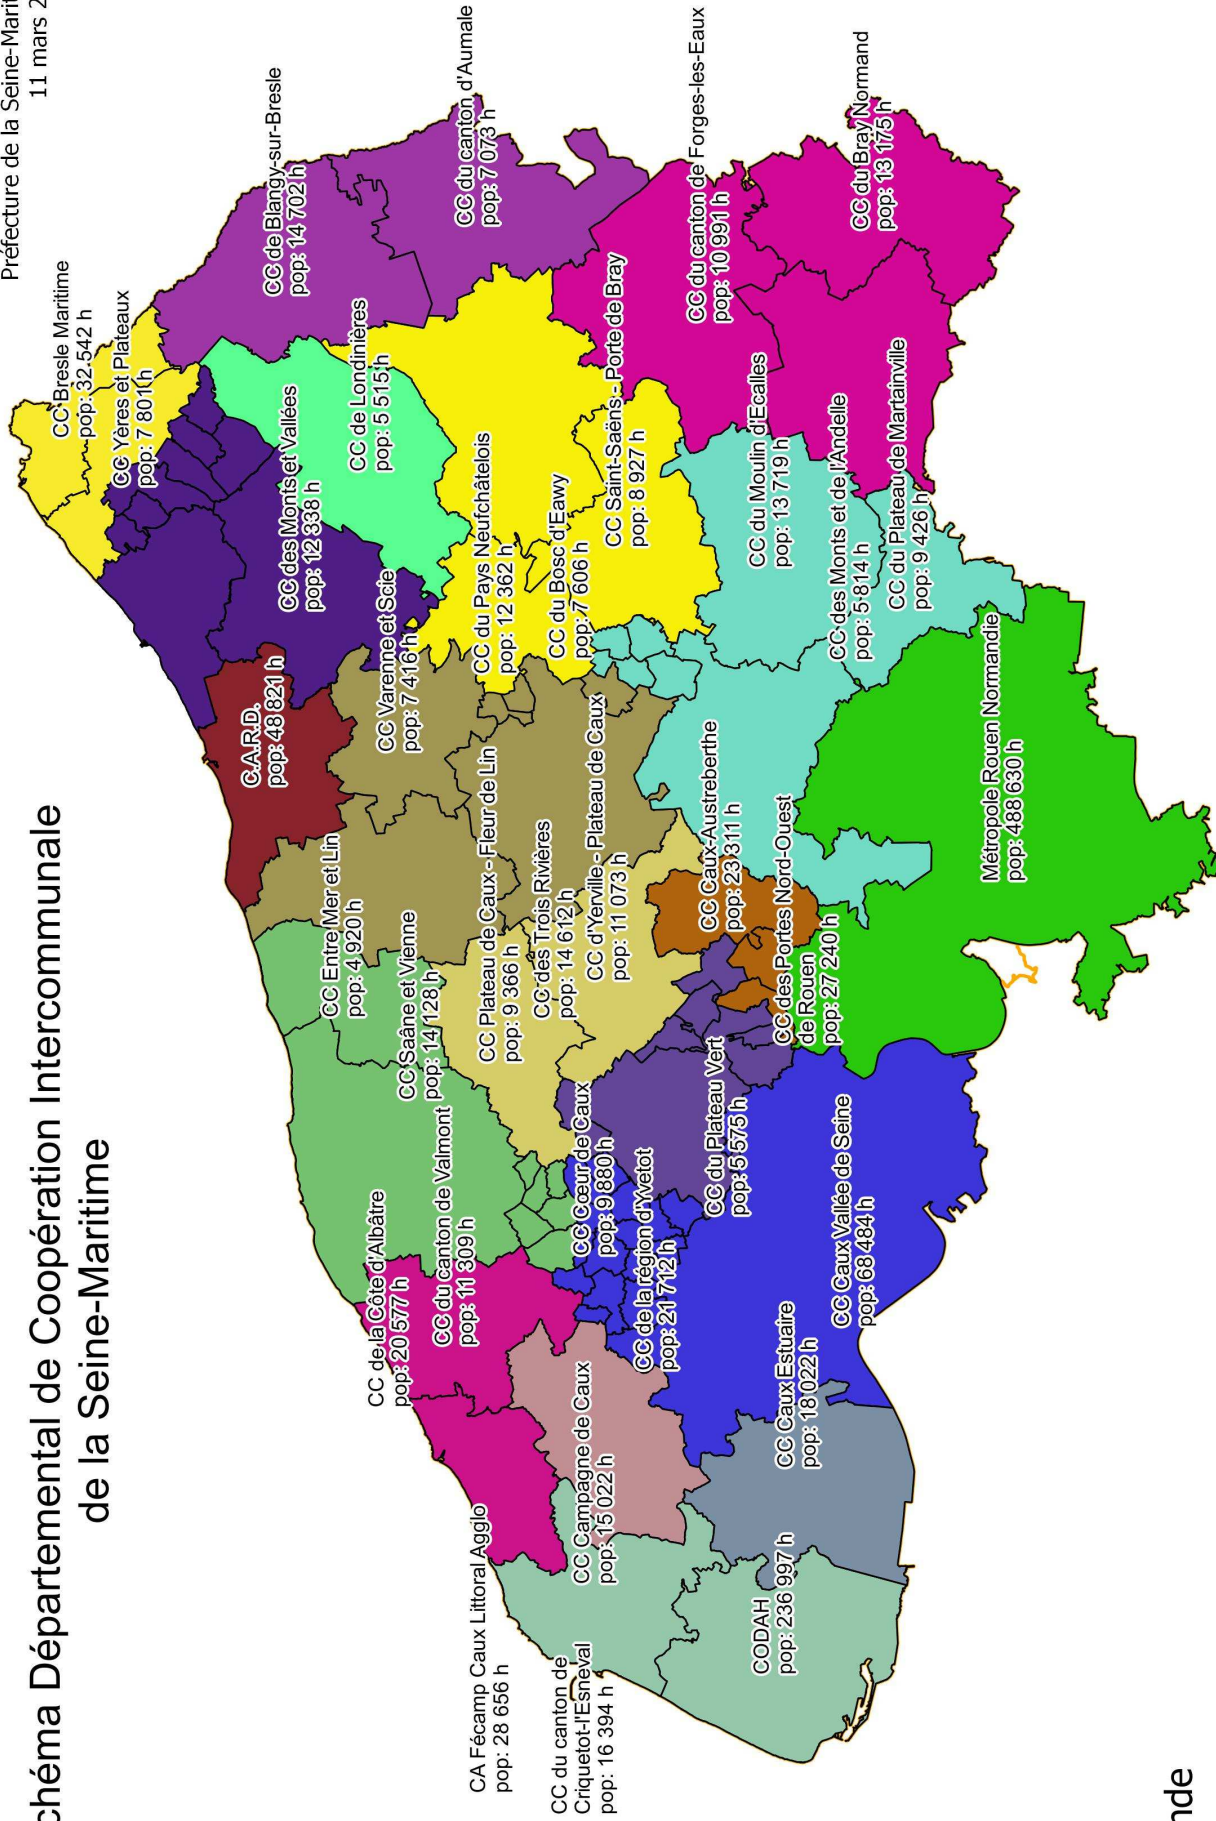 Préfecture de la Seine-Marit
11 mars 2
chéma Départemental de Coopération Intercommunale
de la Seine-Maritime
CC Bresle Maritime
pop: 32 542 h
CC Yères et Plateaux
pop: 7 801 h
CC de Blangy-sur-Bresle
pop: 14 702 h
CC du canton d'Aumale
pop: 7 073 h
CC des Monts et Vallées
pop: 12 338 h
CC de Londinières
pop: 5 515 h
C.A.R.D.
pop: 48 821 h
CC Varenne et Scie
pop: 7 416 h
CC du Pays Neufchâtelois
pop: 12 362 h
CC du Bosc d'Eawy
pop: 7 606 h
CC Saint-Saëns - Porte de Bray
pop: 8 927 h
CC du canton de Forges-les-Eaux
pop: 10 991 h
CC du Bray Normand
pop: 13 175 h
CC Entre Mer et Lin
pop: 4 920 h
CC Saâne et Vienne
pop: 14 128 h
CC Plateau de Caux - Fleur de Lin
pop: 9 366 h
CC des Trois Rivières
pop: 14 612 h
CC d'Yerville - Plateau de Caux
pop: 11 073 h
CC du Moulin d'Ecalles
pop: 13 719 h
CC des Monts et de l'Andelle
pop: 5 814 h
CC du Plateau de Martainville
pop: 9 426 h
CC Caux-Austreberthe
pop: 23 311 h
CC des Portes Nord-Ouest
de Rouen
pop: 27 240 h
Métropole Rouen Normandie
pop: 488 630 h
CC de la Côte d'Albâtre
pop: 20 577 h
CC du canton de Valmont
pop: 11 309 h
CC Cœur de Caux
pop: 9 880 h
CC de la région d'Yvetot
pop: 21 712 h
CC du Plateau Vert
pop: 5 575 h
CC Caux Vallée de Seine
pop: 68 484 h
CA Fécamp Caux Littoral Agglo
pop: 28 656 h
CC Campagne de Caux
pop: 15 022 h
CC Caux Estuaire
pop: 18 022 h
CC du canton de
Criquetot-l'Esneval
pop: 16 394 h
CODAH
pop: 236 997 h
nde